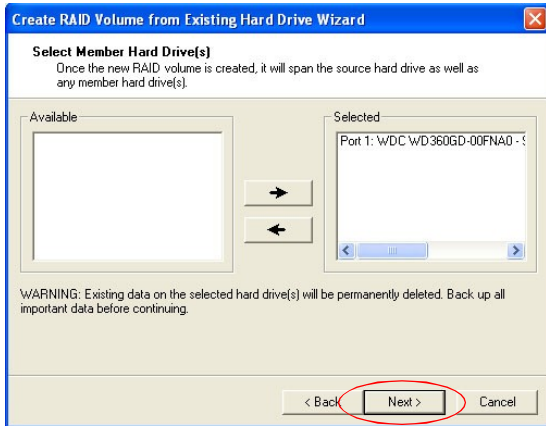 Create RAID Volume from Existing Hard Drive Wizard
Select Member Hard Drive(s)
Once the new RAID volume is created, it will span the source hard drive as well as
any member hard drive(s).
Available
Selected
Port 1: WDC WD360GD-00FNA0 -
WARNING: Existing data on the selected hard drive(s) will be permanently deleted. Back up all
important data before continuing.
< Back
Next >
Cancel